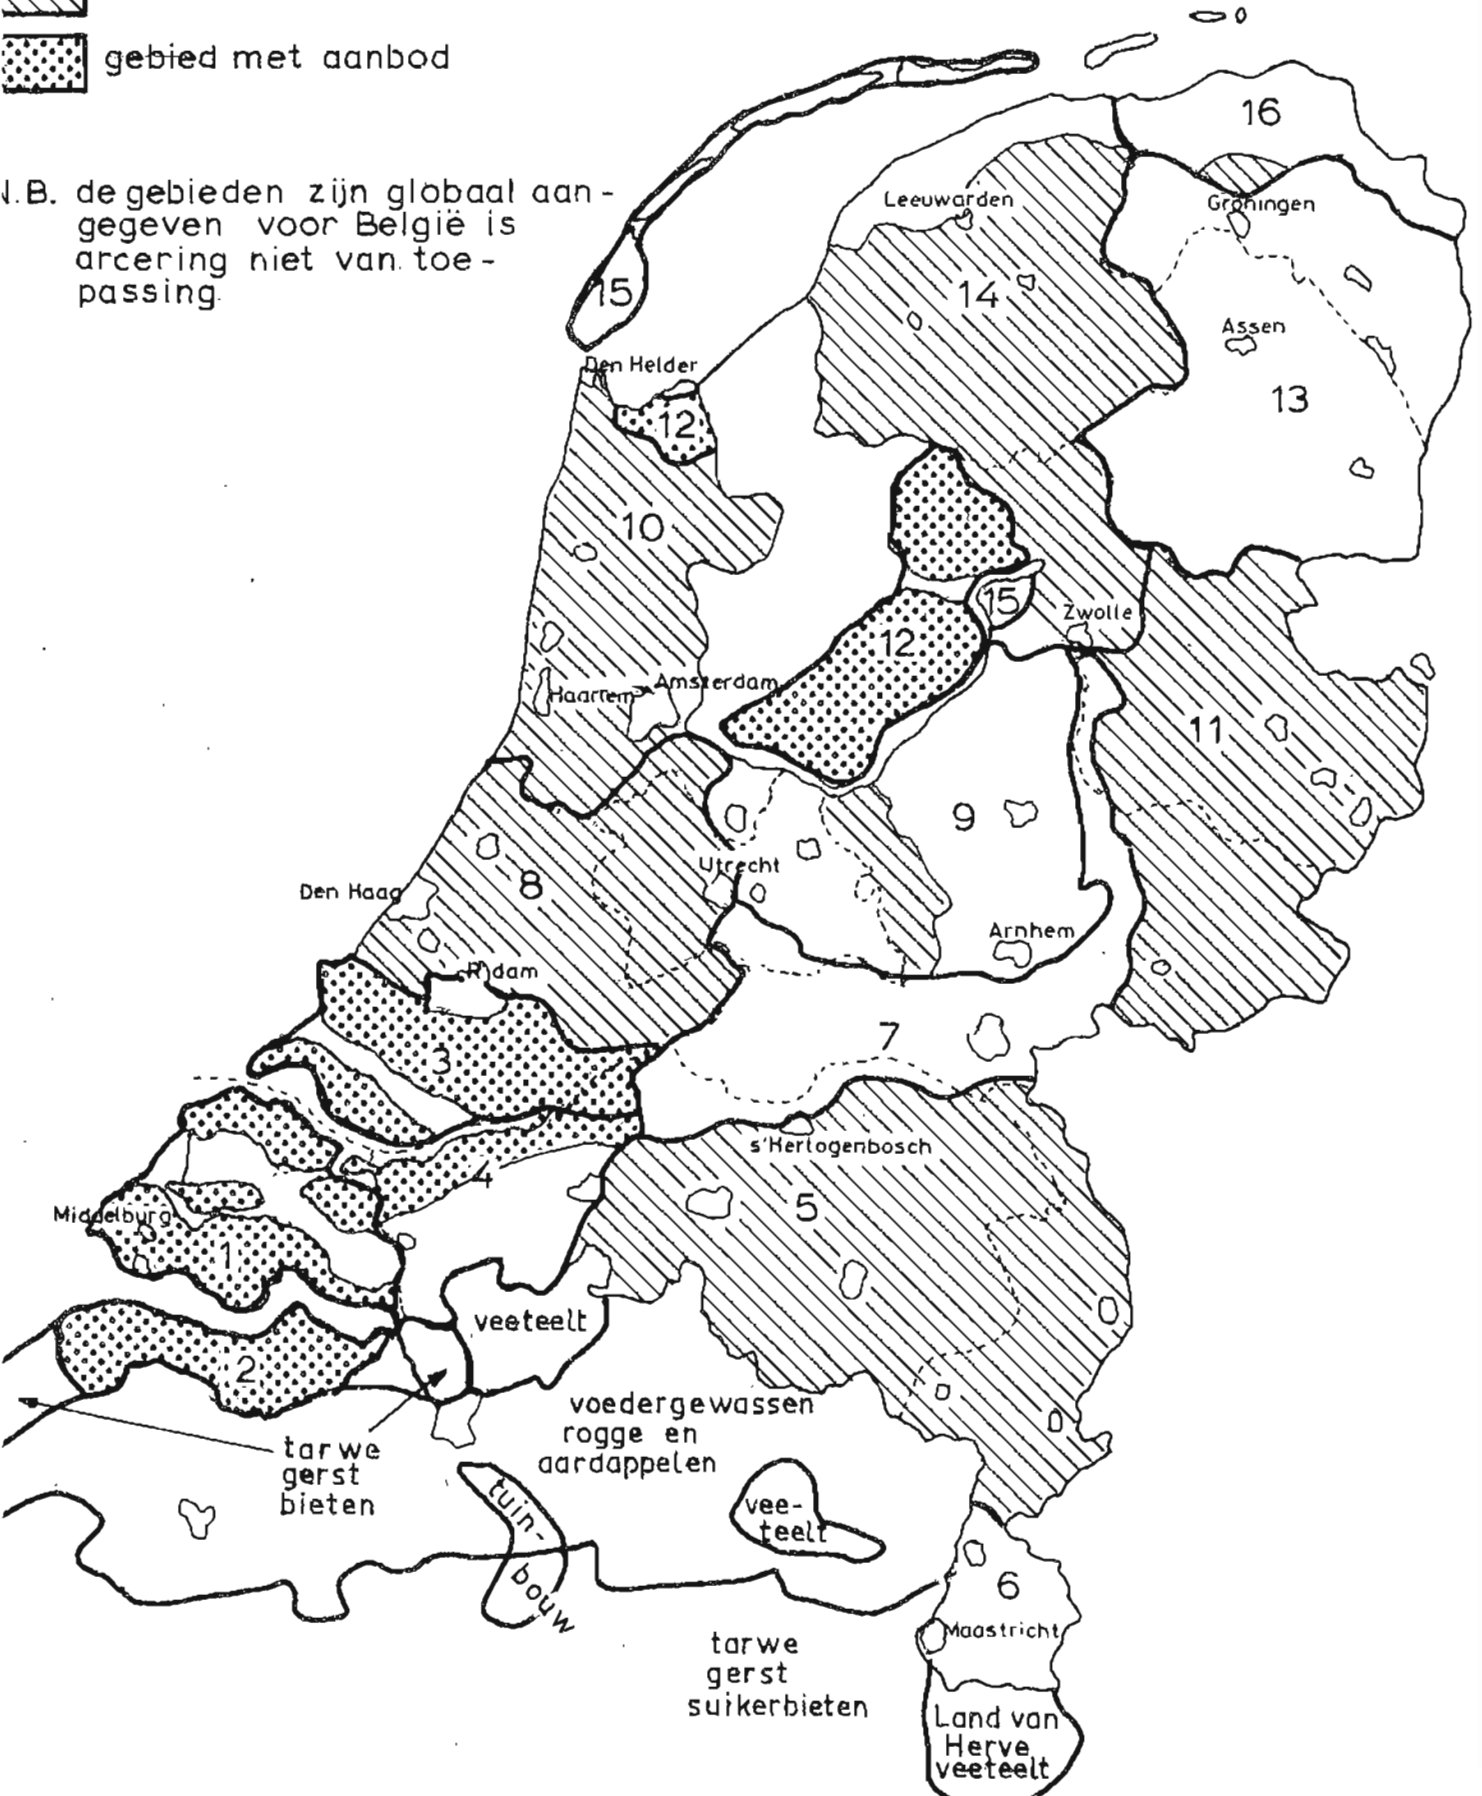 gebied met aanbod
N.B. de gebieden zijn globaal aan-
gegeven voor België is
arcering niet van toe-
passing.
16
Leeuwarden
Groningen
15
14
Assen
Den Helder
13
12
10
15
Zwolle
12
Haarlem
Amsterdam
11
9
Utrecht
8
Den Haag
Arnhem
R'dam
7
3
s'Hertogenbosch
4
5
Middelburg
1
veeteelt
2
voedergewassen
rogge en
aardappelen
tarwe
gerst
bieten
tuin-
bouw
vee-
teelt
6
Maastricht
tarwe
gerst
suikerbieten
Land van
Herve
veeteelt